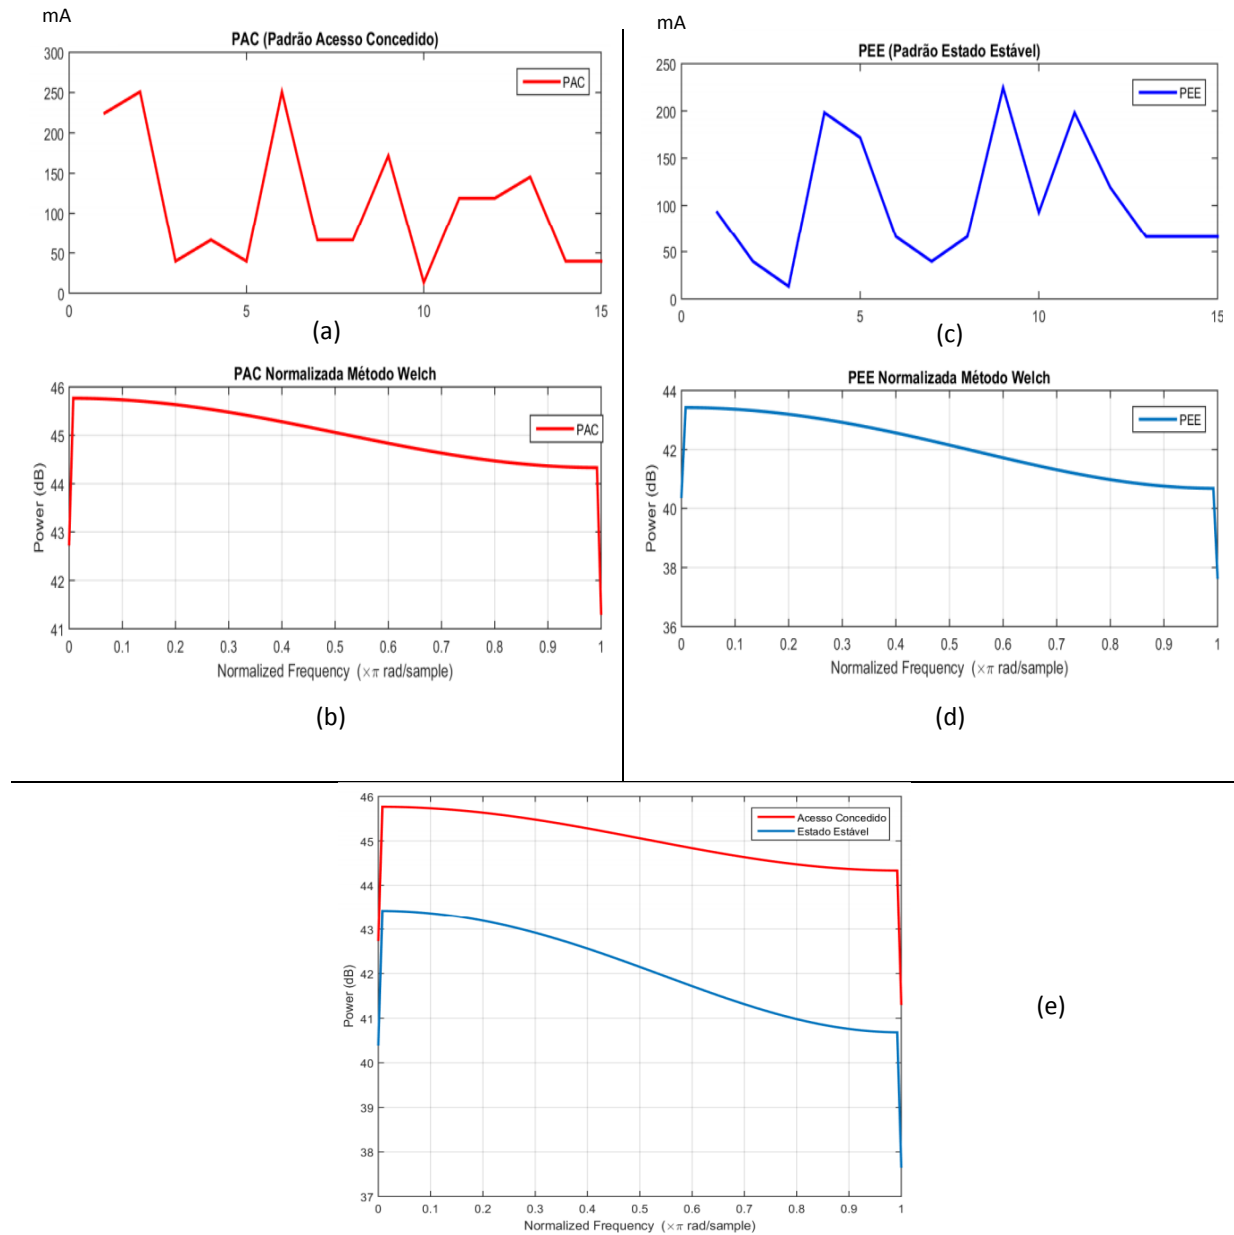 mA
PAC (Padrão Acesso Concedido)
300
250
200
150
100
50
0
PAC
0 5 10 15
(a)
PAC Normalizada Método Welch
46
45
44
43
42
41
Power (dB)
PAC
0 0.1 0.2 0.3 0.4 0.5 0.6 0.7 0.8 0.9 1
Normalized Frequency (×π rad/sample)
(b)
mA
PEE (Padrão Estado Estável)
250
200
150
100
50
0
PEE
0 5 10 15
(c)
PEE Normalizada Método Welch
44
42
40
38
36
Power (dB)
PEE
0 0.1 0.2 0.3 0.4 0.5 0.6 0.7 0.8 0.9 1
Normalized Frequency (×π rad/sample)
(d)
46
45
44
43
42
41
40
39
38
37
Power (dB)
Acesso Concedido
Estado Estável
0 0.1 0.2 0.3 0.4 0.5 0.6 0.7 0.8 0.9 1
Normalized Frequency (×π rad/sample)
(e)